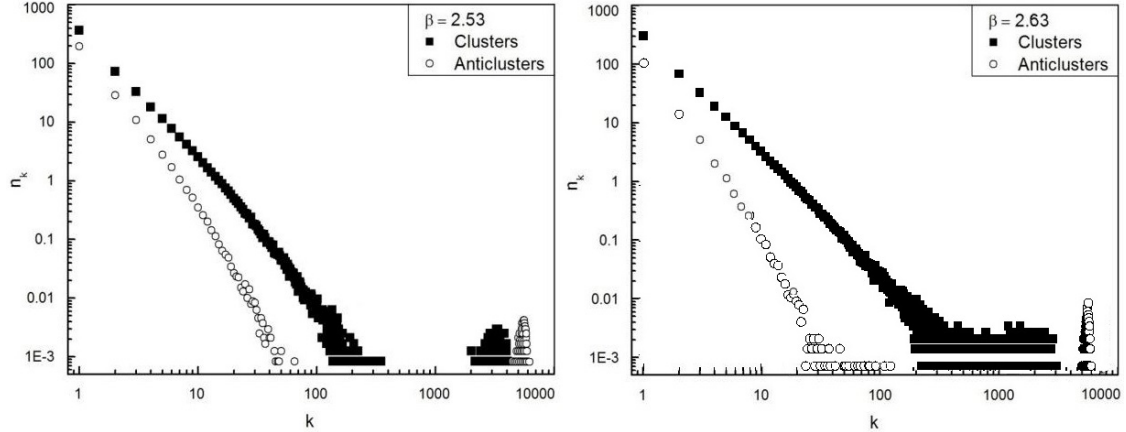 β = 2.53
Clusters
Anticlusters
1000
100
10
1
0.1
0.01
1E-3
n_k
1 10 100 1000 10000
k
β = 2.63
Clusters
Anticlusters
1000
100
10
1
0.1
0.01
1E-3
n_k
1 10 100 1000 10000
k